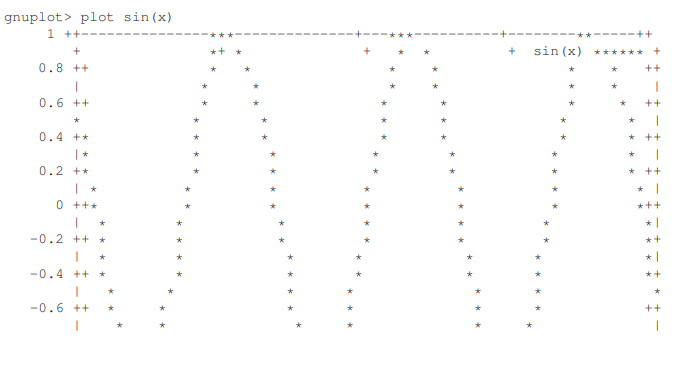 gnuplot> plot sin(x)
1 ++---------------***---------------+---***----------+---------**------++
+ *+ * + * * + sin(x) ****** +
0.8 ++ * * * * * * ++
| * * * * * * |
0.6 ++ * * * * * * ++
* * * * * * * |
0.4 +* * * * * * * ++
|* * * * * * * |
0.2 +* * * * * * * ++
| * * * * * * * |
0 ++* * * * * * *++
| * * * * * * *|
-0.2 ++ * * * * * * *+
| * * * * * * *|
-0.4 ++ * * * * * * *+
| * * * * * * *
-0.6 ++ * * * * * * ++
| * * * * * * |